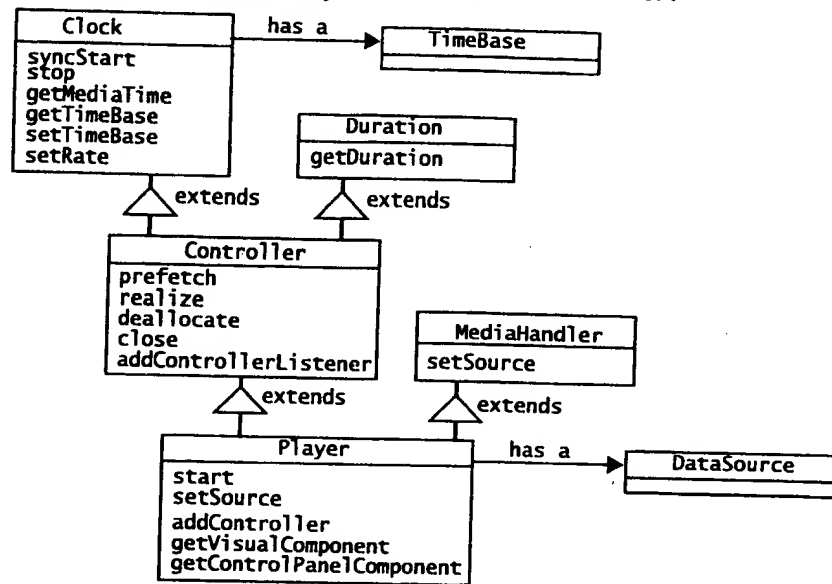 Clock
has a
TimeBase
syncStart
stop
getMediaTime
getTimeBase
setTimeBase
setRate
Duration
getDuration
extends
extends
Controller
prefetch
realize
deallocate
close
addControllerListener
MediaHandler
setSource
extends
extends
Player
has a
DataSource
start
setSource
addController
getVisualComponent
getControlPanelComponent